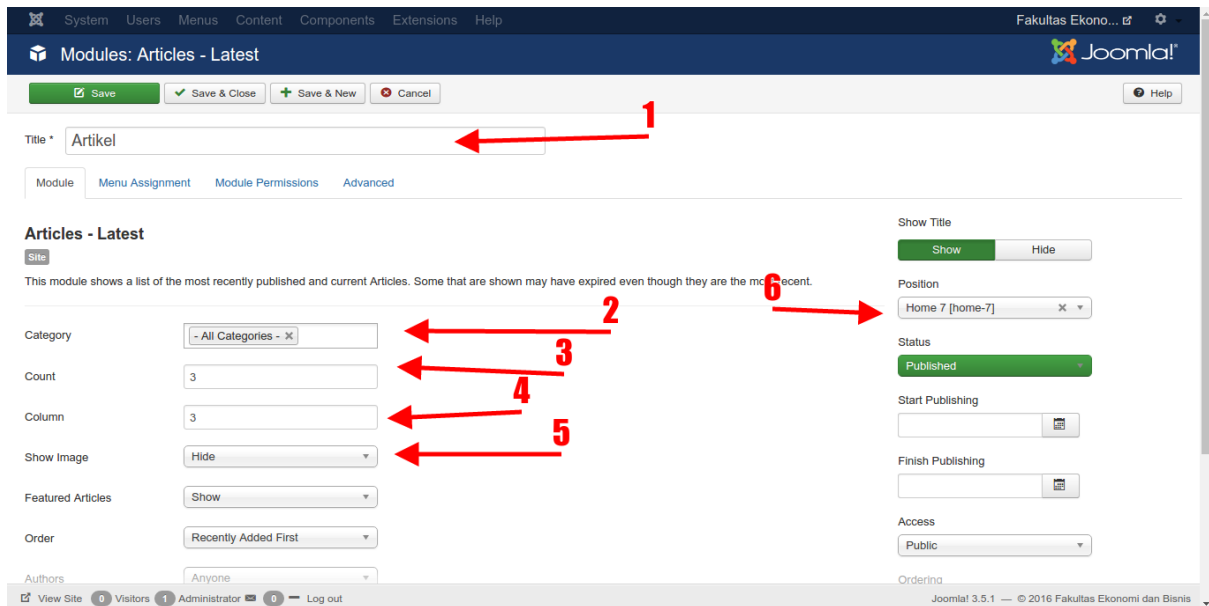 System Users Menus Content Components Extensions Help Fakultas Ekono...
Modules: Articles - Latest Joomla!®
Save Save & Close Save & New Cancel Help
1
Title * Artikel
Module Menu Assignment Module Permissions Advanced
Articles - Latest
Site
This module shows a list of the most recently published and current Articles. Some that are shown may have expired even though they are the most recent.
2
Category - All Categories -
3
Count 3
4
Column 3
5
Show Image Hide
Featured Articles Show
Order Recently Added First
Authors Anyone
Show Title
Show Hide
6
Position
Home 7 [home-7]
Status
Published
Start Publishing
Finish Publishing
Access
Public
Ordering
View Site 0 Visitors 1 Administrator 0 Log out Joomla! 3.5.1 — © 2016 Fakultas Ekonomi dan Bisnis